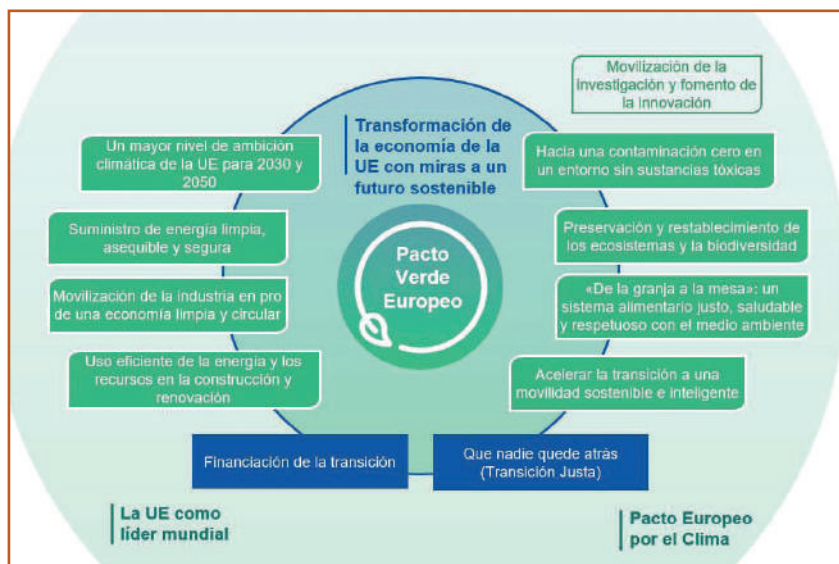 Movilización de la
investigación y fomento de
la innovación
Transformación de
la economía de la
UE con miras a un
futuro sostenible
Un mayor nivel de ambición
climática de la UE para 2030 y
2050
Hacia una contaminación cero en
un entorno sin sustancias tóxicas
Suministro de energía limpia,
asequible y segura
Preservación y restablecimiento de
los ecosistemas y la biodiversidad
Pacto
Verde
Europeo
Movilización de la industria en pro
de una economía limpia y circular
«De la granja a la mesa»: un
sistema alimentario justo, saludable
y respetuoso con el medio ambiente
Uso eficiente de la energía y los
recursos en la construcción y
renovación
Acelerar la transición a una
movilidad sostenible e inteligente
Financiación de la transición
Que nadie quede atrás
(Transición Justa)
La UE como
líder mundial
Pacto Europeo
por el Clima